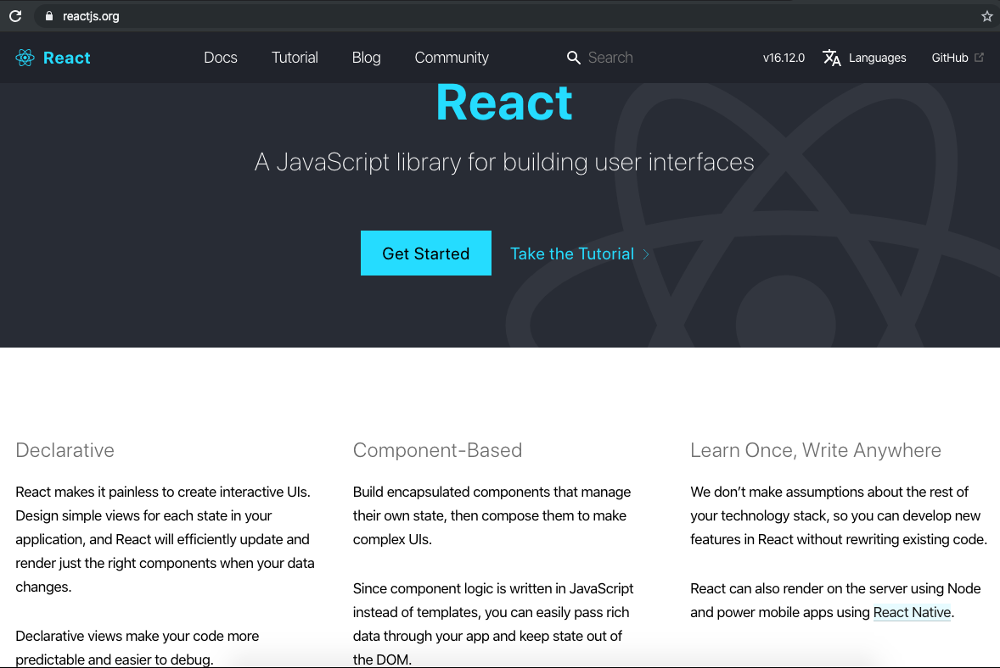 reactjs.org
React
Docs
Tutorial
Blog
Community
Search
v16.12.0
Languages
GitHub
React
A JavaScript library for building user interfaces
Get Started
Take the Tutorial
Declarative
React makes it painless to create interactive UIs.
Design simple views for each state in your
application, and React will efficiently update and
render just the right components when your data
changes.
Declarative views make your code more
predictable and easier to debug.
Component-Based
Build encapsulated components that manage
their own state, then compose them to make
complex UIs.
Since component logic is written in JavaScript
instead of templates, you can easily pass rich
data through your app and keep state out of
the DOM.
Learn Once, Write Anywhere
We don’t make assumptions about the rest of
your technology stack, so you can develop new
features in React without rewriting existing code.
React can also render on the server using Node
and power mobile apps using React Native.